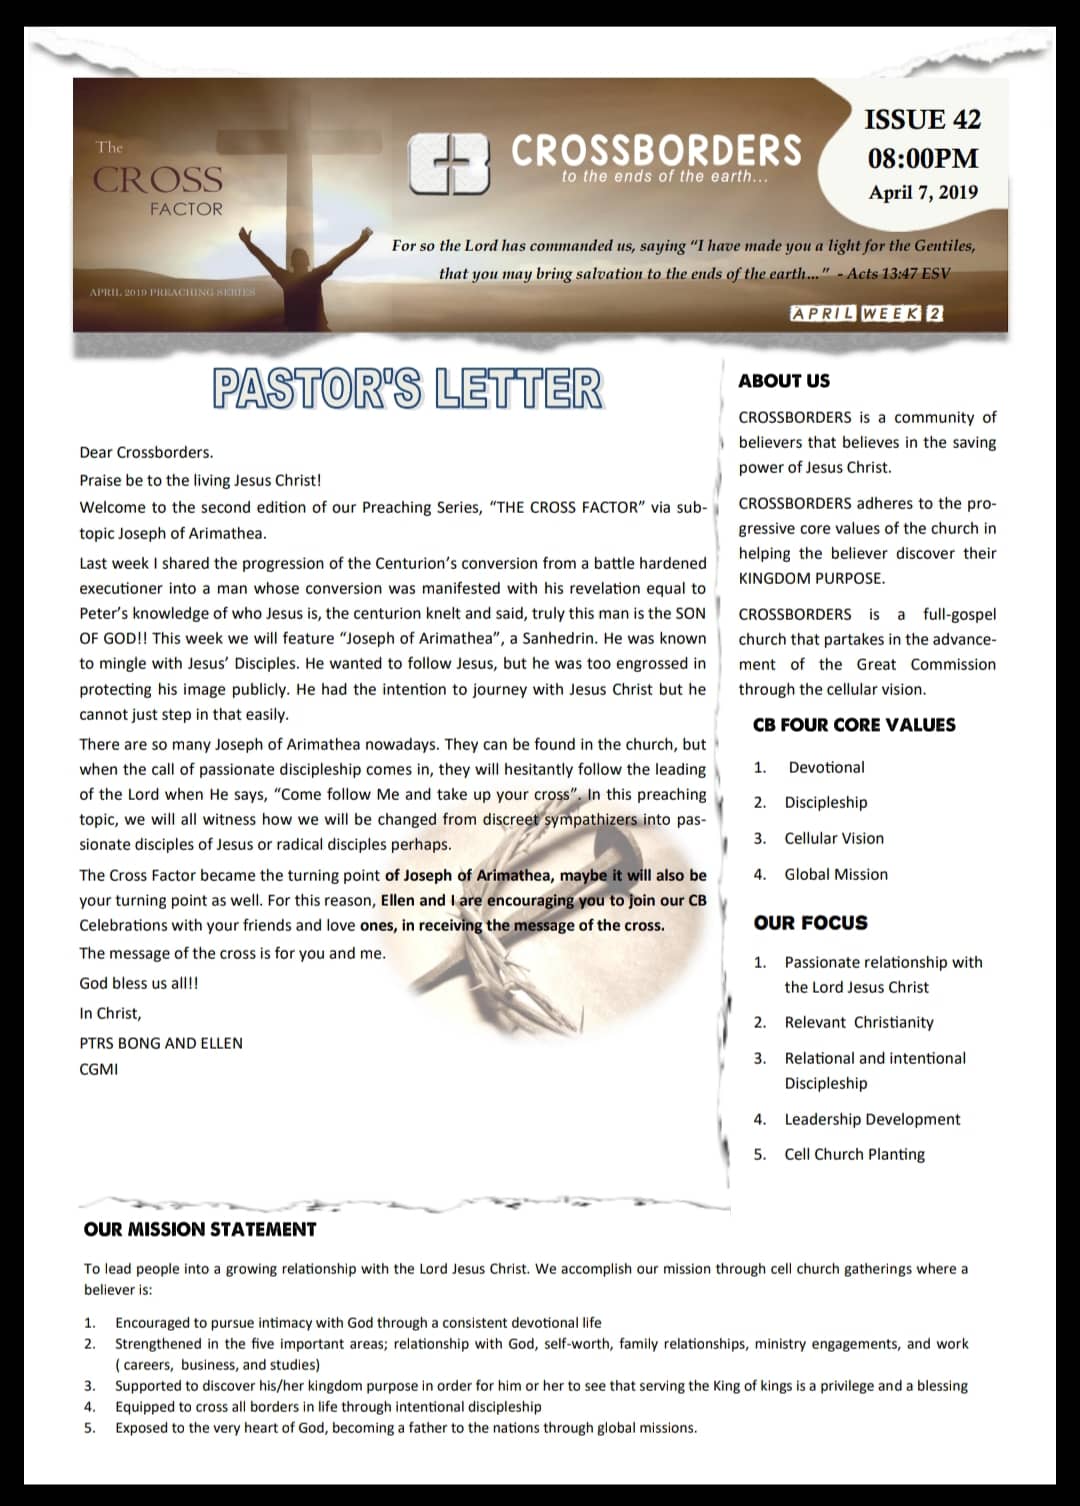 The
CROSS
FACTOR
APRIL 2019 PREACHING SERIES
CB
CROSSBORDERS
to the ends of the earth...
ISSUE 42
08:00PM
April 7, 2019
For so the Lord has commanded us, saying "I have made you a light for the Gentiles,
that you may bring salvation to the ends of the earth..." - Acts 13:47 ESV
APRIL WEEK 2
PASTOR'S LETTER
Dear Crossborders.
Praise be to the living Jesus Christ!
Welcome to the second edition of our Preaching Series, “THE CROSS FACTOR” via sub-
topic Joseph of Arimathea.
Last week I shared the progression of the Centurion’s conversion from a battle hardened
executioner into a man whose conversion was manifested with his revelation equal to
Peter’s knowledge of who Jesus is, the centurion knelt and said, truly this man is the SON
OF GOD!! This week we will feature “Joseph of Arimathea”, a Sanhedrin. He was known
to mingle with Jesus’ Disciples. He wanted to follow Jesus, but he was too engrossed in
protecting his image publicly. He had the intention to journey with Jesus Christ but he
cannot just step in that easily.
There are so many Joseph of Arimathea nowadays. They can be found in the church, but
when the call of passionate discipleship comes in, they will hesitantly follow the leading
of the Lord when He says, “Come follow Me and take up your cross”. In this preaching
topic, we will all witness how we will be changed from discreet sympathizers into pas-
sionate disciples of Jesus or radical disciples perhaps.
The Cross Factor became the turning point of Joseph of Arimathea, maybe it will also be
your turning point as well. For this reason, Ellen and I are encouraging you to join our CB
Celebrations with your friends and love ones, in receiving the message of the cross.
The message of the cross is for you and me.
God bless us all!!
In Christ,
PTRS BONG AND ELLEN
CGMI
ABOUT US
CROSSBORDERS is a community of
believers that believes in the saving
power of Jesus Christ.
CROSSBORDERS adheres to the pro-
gressive core values of the church in
helping the believer discover their
KINGDOM PURPOSE.
CROSSBORDERS is a full-gospel
church that partakes in the advance-
ment of the Great Commission
through the cellular vision.
CB FOUR CORE VALUES
1. Devotional
2. Discipleship
3. Cellular Vision
4. Global Mission
OUR FOCUS
1. Passionate relationship with
the Lord Jesus Christ
2. Relevant Christianity
3. Relational and intentional
Discipleship
4. Leadership Development
5. Cell Church Planting
OUR MISSION STATEMENT
To lead people into a growing relationship with the Lord Jesus Christ. We accomplish our mission through cell church gatherings where a
believer is:
1. Encouraged to pursue intimacy with God through a consistent devotional life
2. Strengthened in the five important areas; relationship with God, self-worth, family relationships, ministry engagements, and work
( careers, business, and studies)
3. Supported to discover his/her kingdom purpose in order for him or her to see that serving the King of kings is a privilege and a blessing
4. Equipped to cross all borders in life through intentional discipleship
5. Exposed to the very heart of God, becoming a father to the nations through global missions.